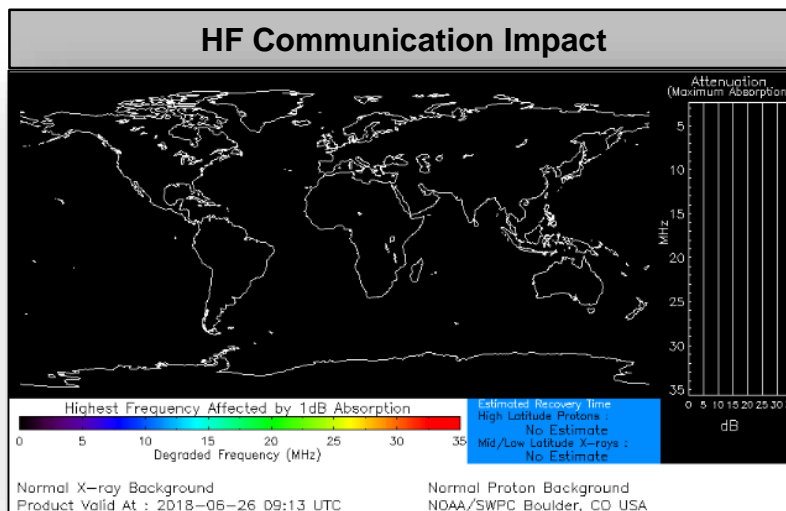 HF Communication Impact
Attenuation
(Maximum Absorption
5
10
15
20
25
30
35
MHz
0 5 10 15 20 25 30 3
dB
Highest Frequency Affected by 1dB Absorption
0 5 10 15 20 25 30 35
Degraded Frequency (MHz)
Estimated Recovery Time
High Latitude Protons :
No Estimate
Mid/Low Latitude X-rays :
No Estimate
Normal X-ray Background
Product Valid At : 2018-06-26 09:13 UTC
Normal Proton Background
NOAA/SWPC Boulder, CO USA